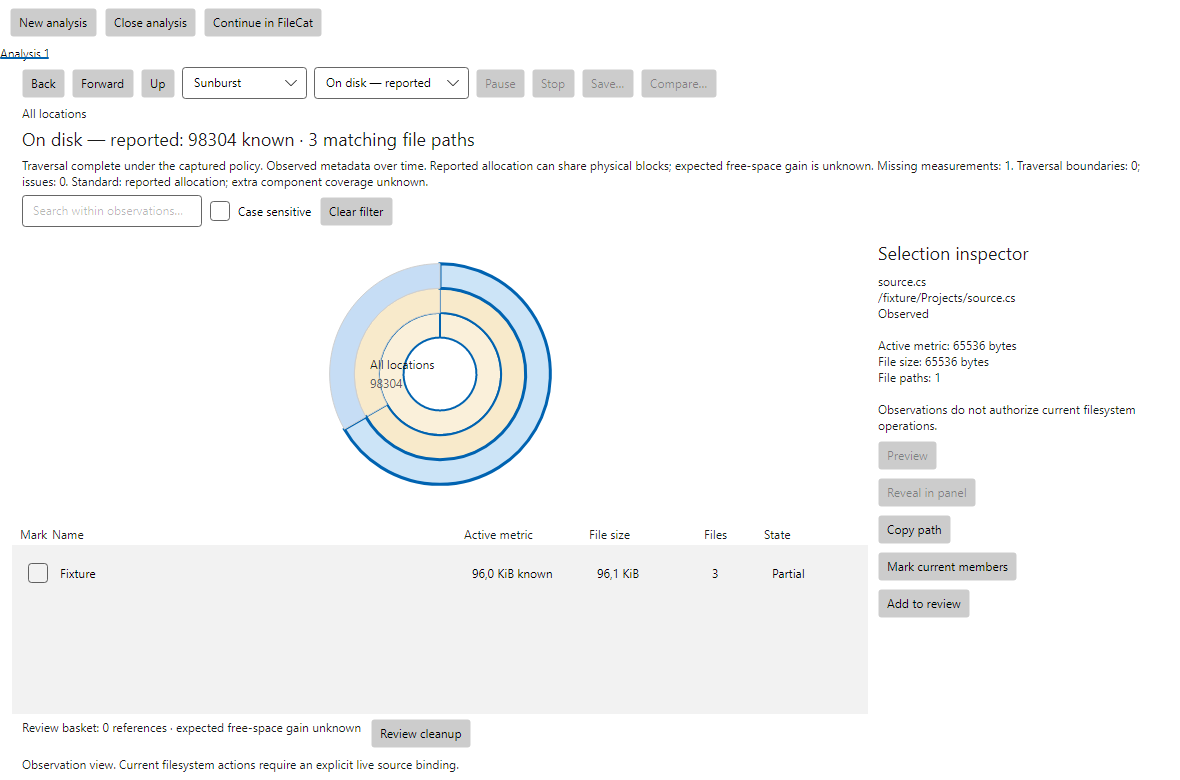 New analysis Close analysis Continue in FileCat
Analysis 1
Back Forward Up Sunburst On disk — reported Pause Stop Save... Compare...
All locations
On disk — reported: 98304 known · 3 matching file paths
Traversal complete under the captured policy. Observed metadata over time. Reported allocation can share physical blocks; expected free-space gain is unknown. Missing measurements: 1. Traversal boundaries: 0;
issues: 0. Standard: reported allocation; extra component coverage unknown.
Search within observations... Case sensitive Clear filter
All locations
98304
Selection inspector
source.cs
/fixture/Projects/source.cs
Observed
Active metric: 65536 bytes
File size: 65536 bytes
File paths: 1
Observations do not authorize current filesystem
operations.
Preview
Reveal in panel
Copy path
Mark current members
Add to review
Mark Name Active metric File size Files State
Fixture 96,0 KiB known 96,1 KiB 3 Partial
Review basket: 0 references · expected free-space gain unknown Review cleanup
Observation view. Current filesystem actions require an explicit live source binding.